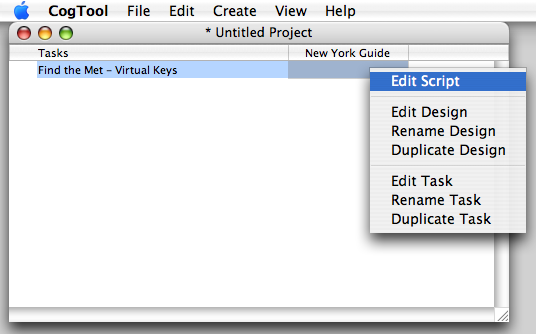 CogTool File Edit Create View Help
* Untitled Project
Tasks New York Guide
Find the Met – Virtual Keys
Edit Script
Edit Design
Rename Design
Duplicate Design
Edit Task
Rename Task
Duplicate Task